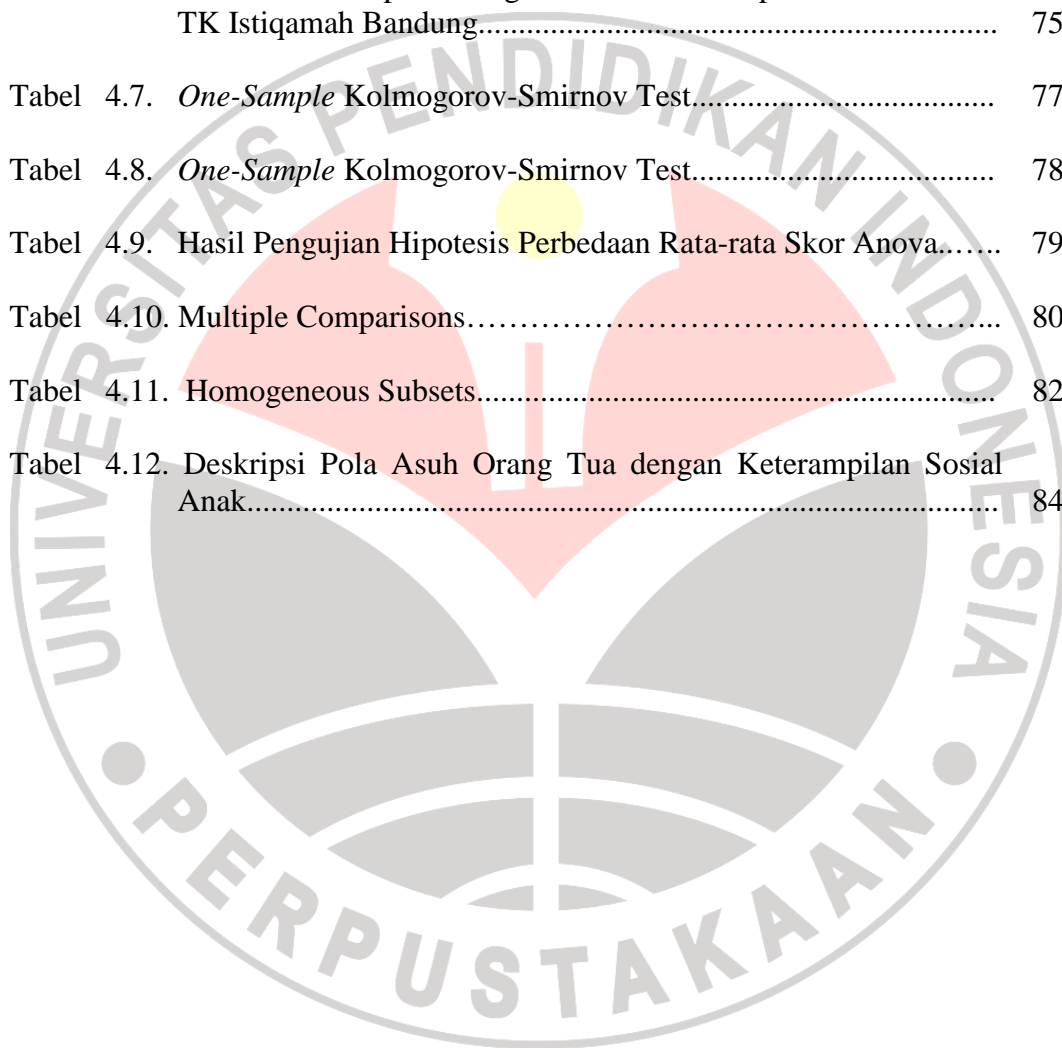 TK Istiqamah Bandung.......................................................... 75
Tabel 4.7. One-Sample Kolmogorov-Smirnov Test.................................. 77
Tabel 4.8. One-Sample Kolmogorov-Smirnov Test.................................. 78
Tabel 4.9. Hasil Pengujian Hipotesis Perbedaan Rata-rata Skor Anova...…. 79
Tabel 4.10. Multiple Comparisons…………………………………………... 80
Tabel 4.11. Homogeneous Subsets.......................................................... 82
Tabel 4.12. Deskripsi Pola Asuh Orang Tua dengan Keterampilan Sosial
Anak.................................................................................... 84
UNIVERSITAS PENDIDIKAN INDONESIA
PERPUSTAKAAN